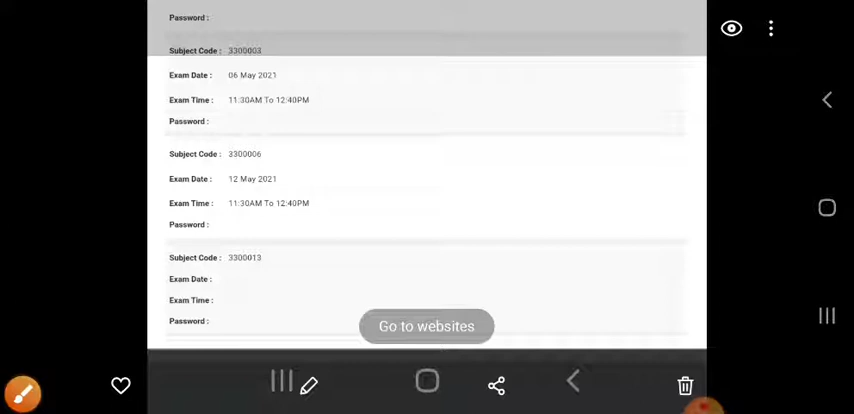 Password :
Subject Code : 3300003
Exam Date : 06 May 2021
Exam Time : 11:30AM To 12:40PM
Password :
Subject Code : 3300006
Exam Date : 12 May 2021
Exam Time : 11:30AM To 12:40PM
Password :
Subject Code : 3300013
Exam Date :
Exam Time :
Password :
Go to websites